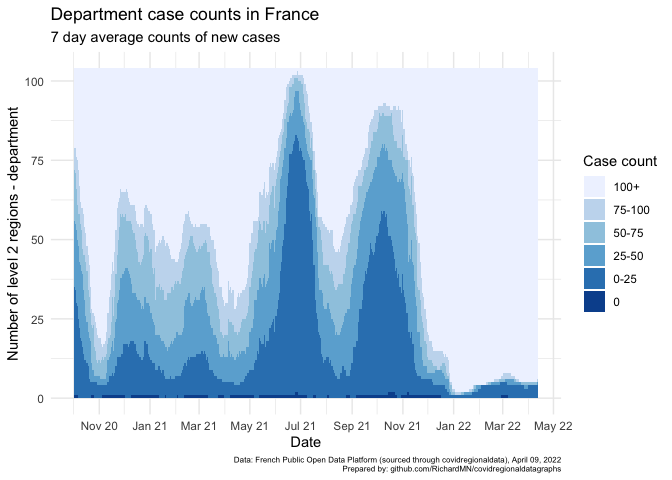 Department case counts in France
7 day average counts of new cases
Number of level 2 regions - department
100
75
50
25
0
Nov 20 Jan 21 Mar 21 May 21 Jul 21 Sep 21 Nov 21 Jan 22 Mar 22 May 22
Date
Case count
100+
75-100
50-75
25-50
0-25
0
Data: French Public Open Data Platform (sourced through covidregionaldata), April 09, 2022
Prepared by: github.com/RichardMN/covidregionaldatagraphs